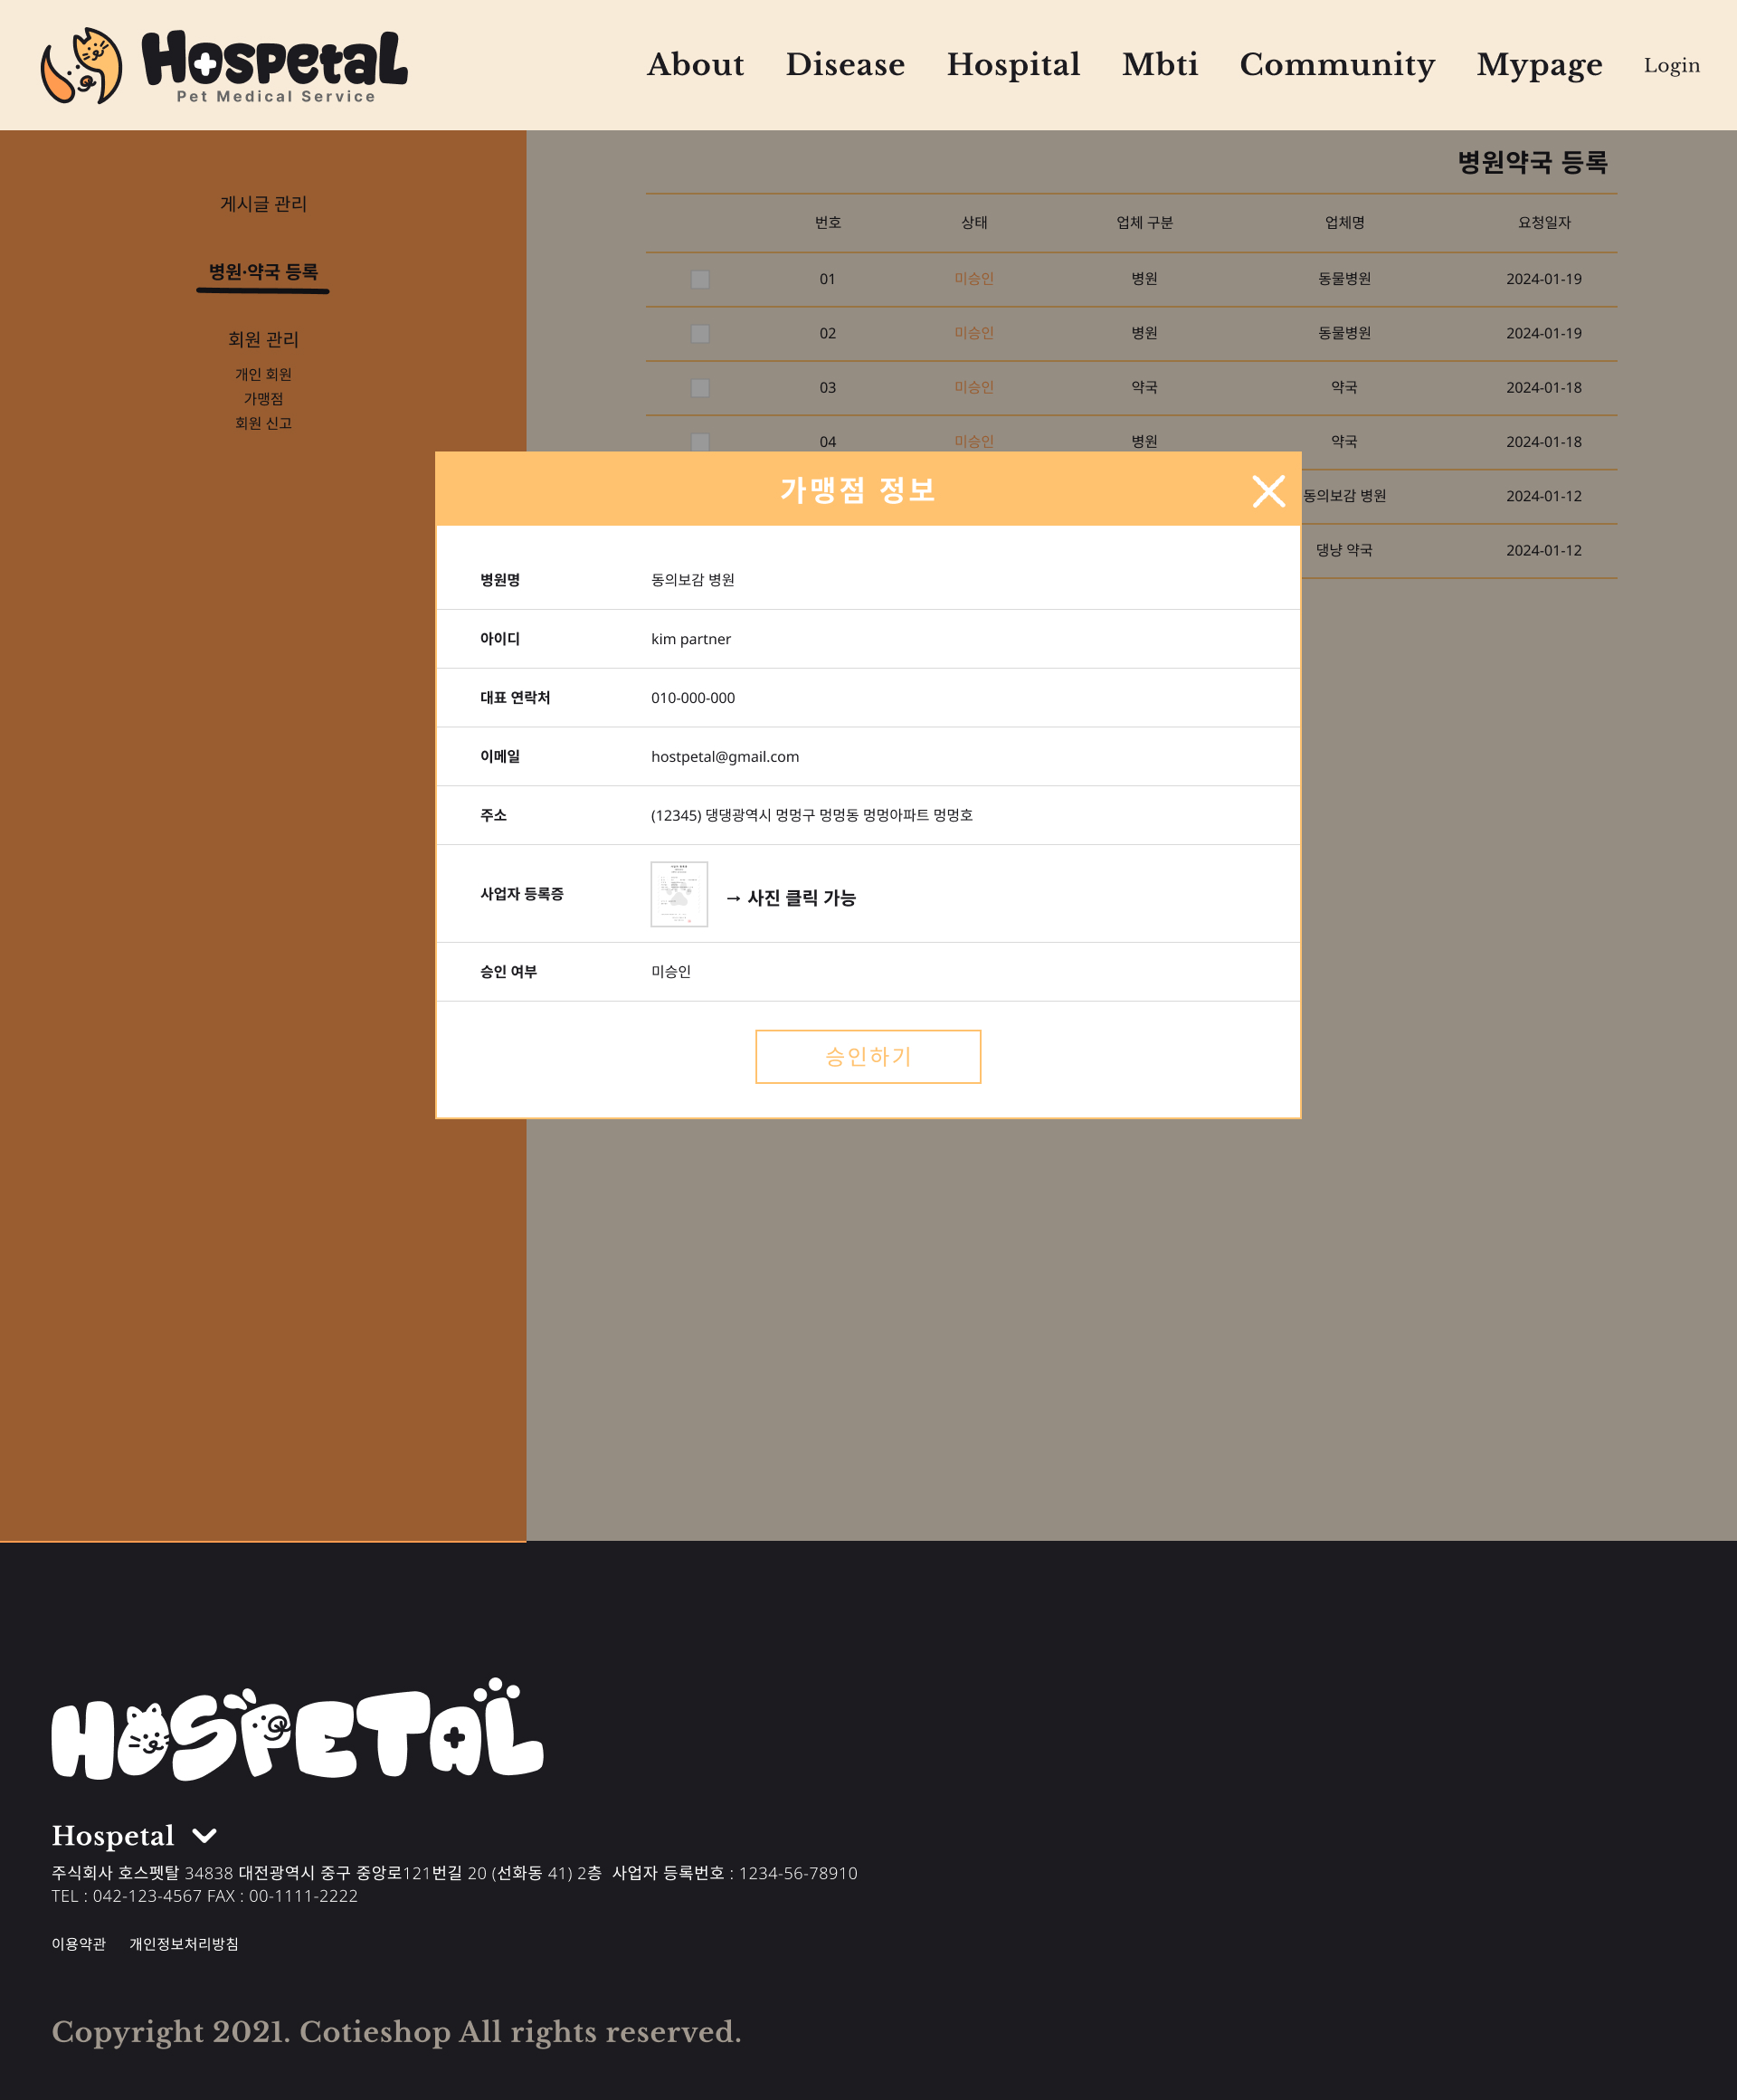 Hospetal
Pet Medical Service
About Disease Hospital Mbti Community Mypage Login
게시글 관리
병원·약국 등록
회원 관리
개인 회원
가맹점
회원 신고
병원약국 등록
번호 상태 업체 구분 업체명 요청일자
01 미승인 병원 동물병원 2024-01-19
02 미승인 병원 동물병원 2024-01-19
03 미승인 약국 약국 2024-01-18
04 미승인 병원 약국 2024-01-18
동의보감 병원 2024-01-12
댕냥 약국 2024-01-12
가맹점 정보
병원명 동의보감 병원
아이디 kim partner
대표 연락처 010-000-000
이메일 hostpetal@gmail.com
주소 (12345) 댕댕광역시 멍멍구 멍멍동 멍멍아파트 멍멍호
사업자 등록증 → 사진 클릭 가능
승인 여부 미승인
승인하기
HOSPETAL
Hospetal
주식회사 호스펫탈 34838 대전광역시 중구 중앙로121번길 20 (선화동 41) 2층 사업자 등록번호 : 1234-56-78910
TEL : 042-123-4567 FAX : 00-1111-2222
이용약관 개인정보처리방침
Copyright 2021. Cotieshop All rights reserved.